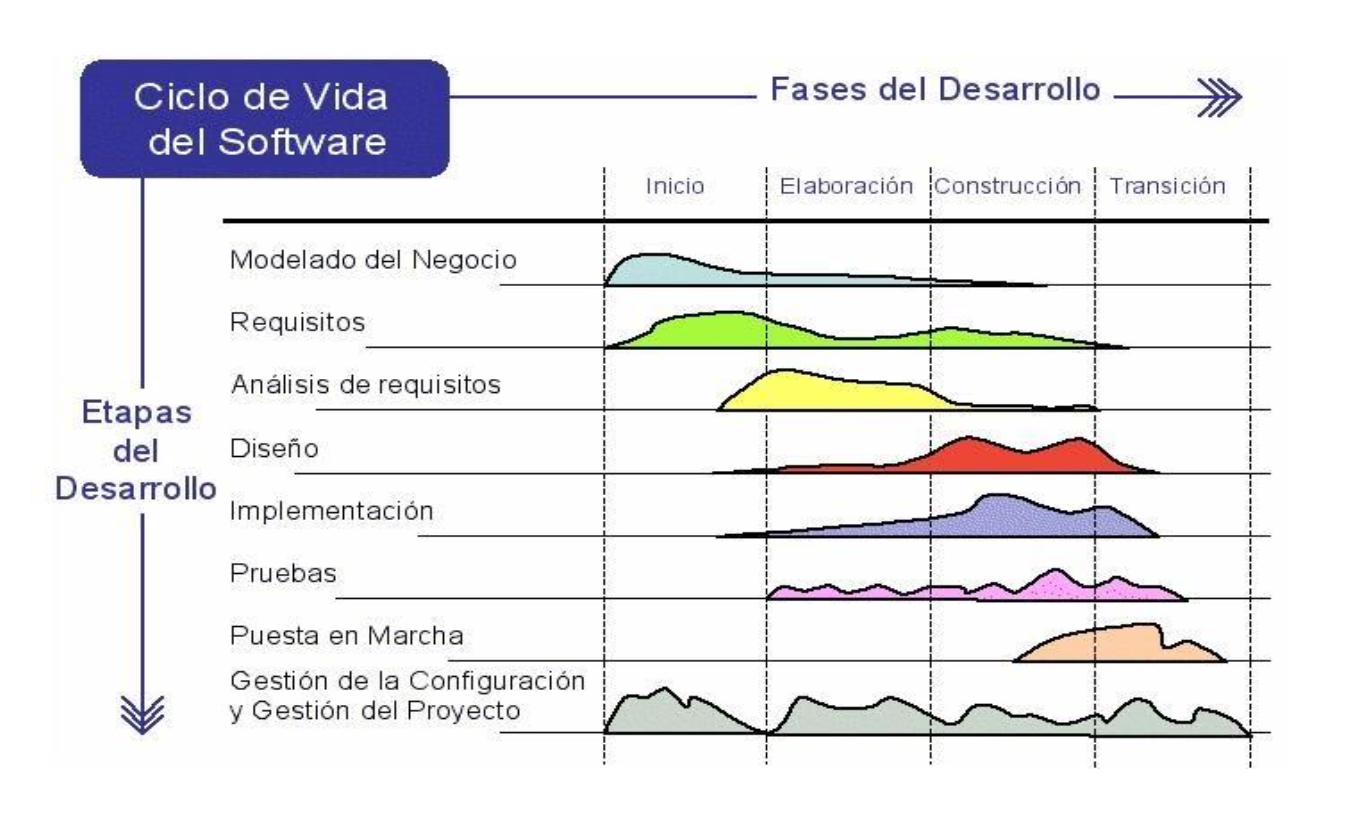 Ciclo de Vida
del Software
Fases del Desarrollo
Inicio
Elaboración
Construcción
Transición
Modelado del Negocio
Requisitos
Análisis de requisitos
Diseño
Implementación
Pruebas
Puesta en Marcha
Gestión de la Configuración
y Gestión del Proyecto
Etapas
del
Desarrollo